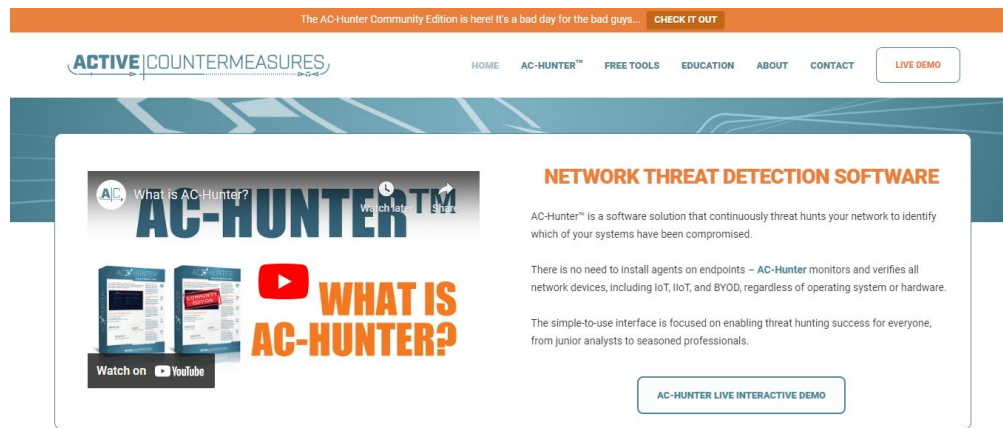 The AC-Hunter Community Edition is here! It's a bad day for the bad guys... CHECK IT OUT
ACTIVE|COUNTERMEASURES
HOME AC-HUNTER™ FREE TOOLS EDUCATION ABOUT CONTACT LIVE DEMO
A|C What is AC-Hunter?
Watch later Share
AC-HUNTER™
AC-HUNTER AC-HUNTER
COMMUNITY
EDITION
WHAT IS
AC-HUNTER?
Watch on YouTube
NETWORK THREAT DETECTION SOFTWARE
AC-Hunter™ is a software solution that continuously threat hunts your network to identify
which of your systems have been compromised.
There is no need to install agents on endpoints – AC-Hunter monitors and verifies all
network devices, including IoT, IIoT, and BYOD, regardless of operating system or hardware.
The simple-to-use interface is focused on enabling threat hunting success for everyone,
from junior analysts to seasoned professionals.
AC-HUNTER LIVE INTERACTIVE DEMO